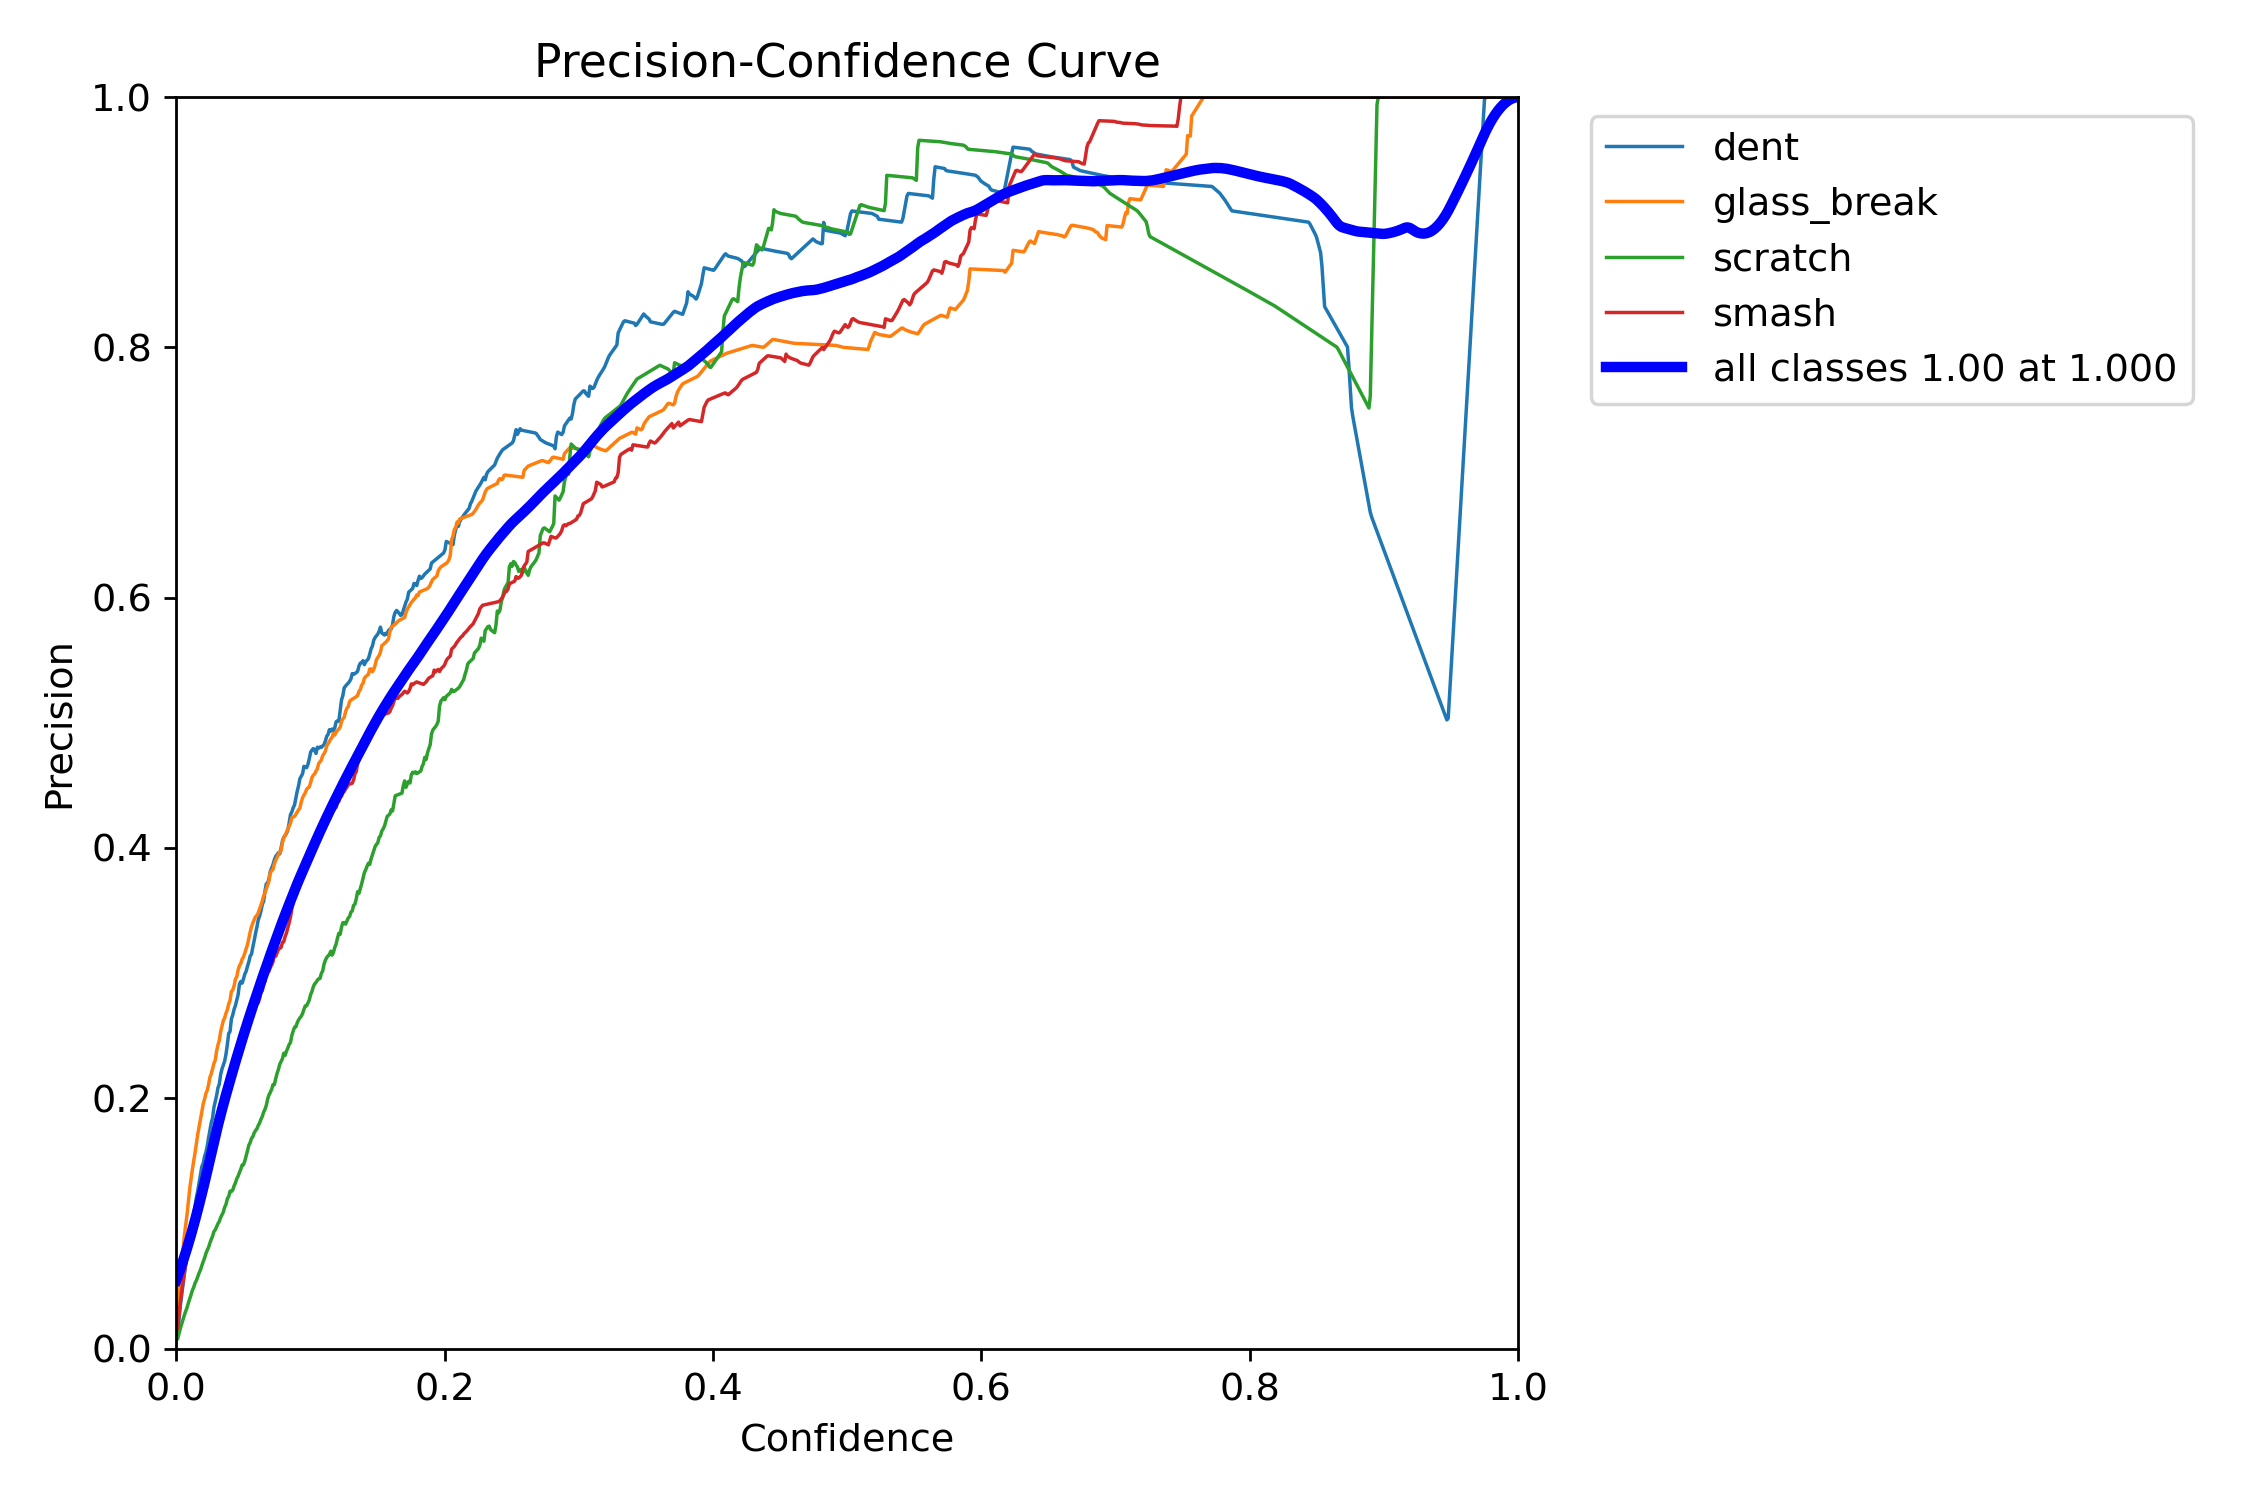 Precision-Confidence Curve
1.0
0.8
0.6
0.4
0.2
0.0
Precision
0.0 0.2 0.4 0.6 0.8 1.0
Confidence
dent
glass_break
scratch
smash
all classes 1.00 at 1.000